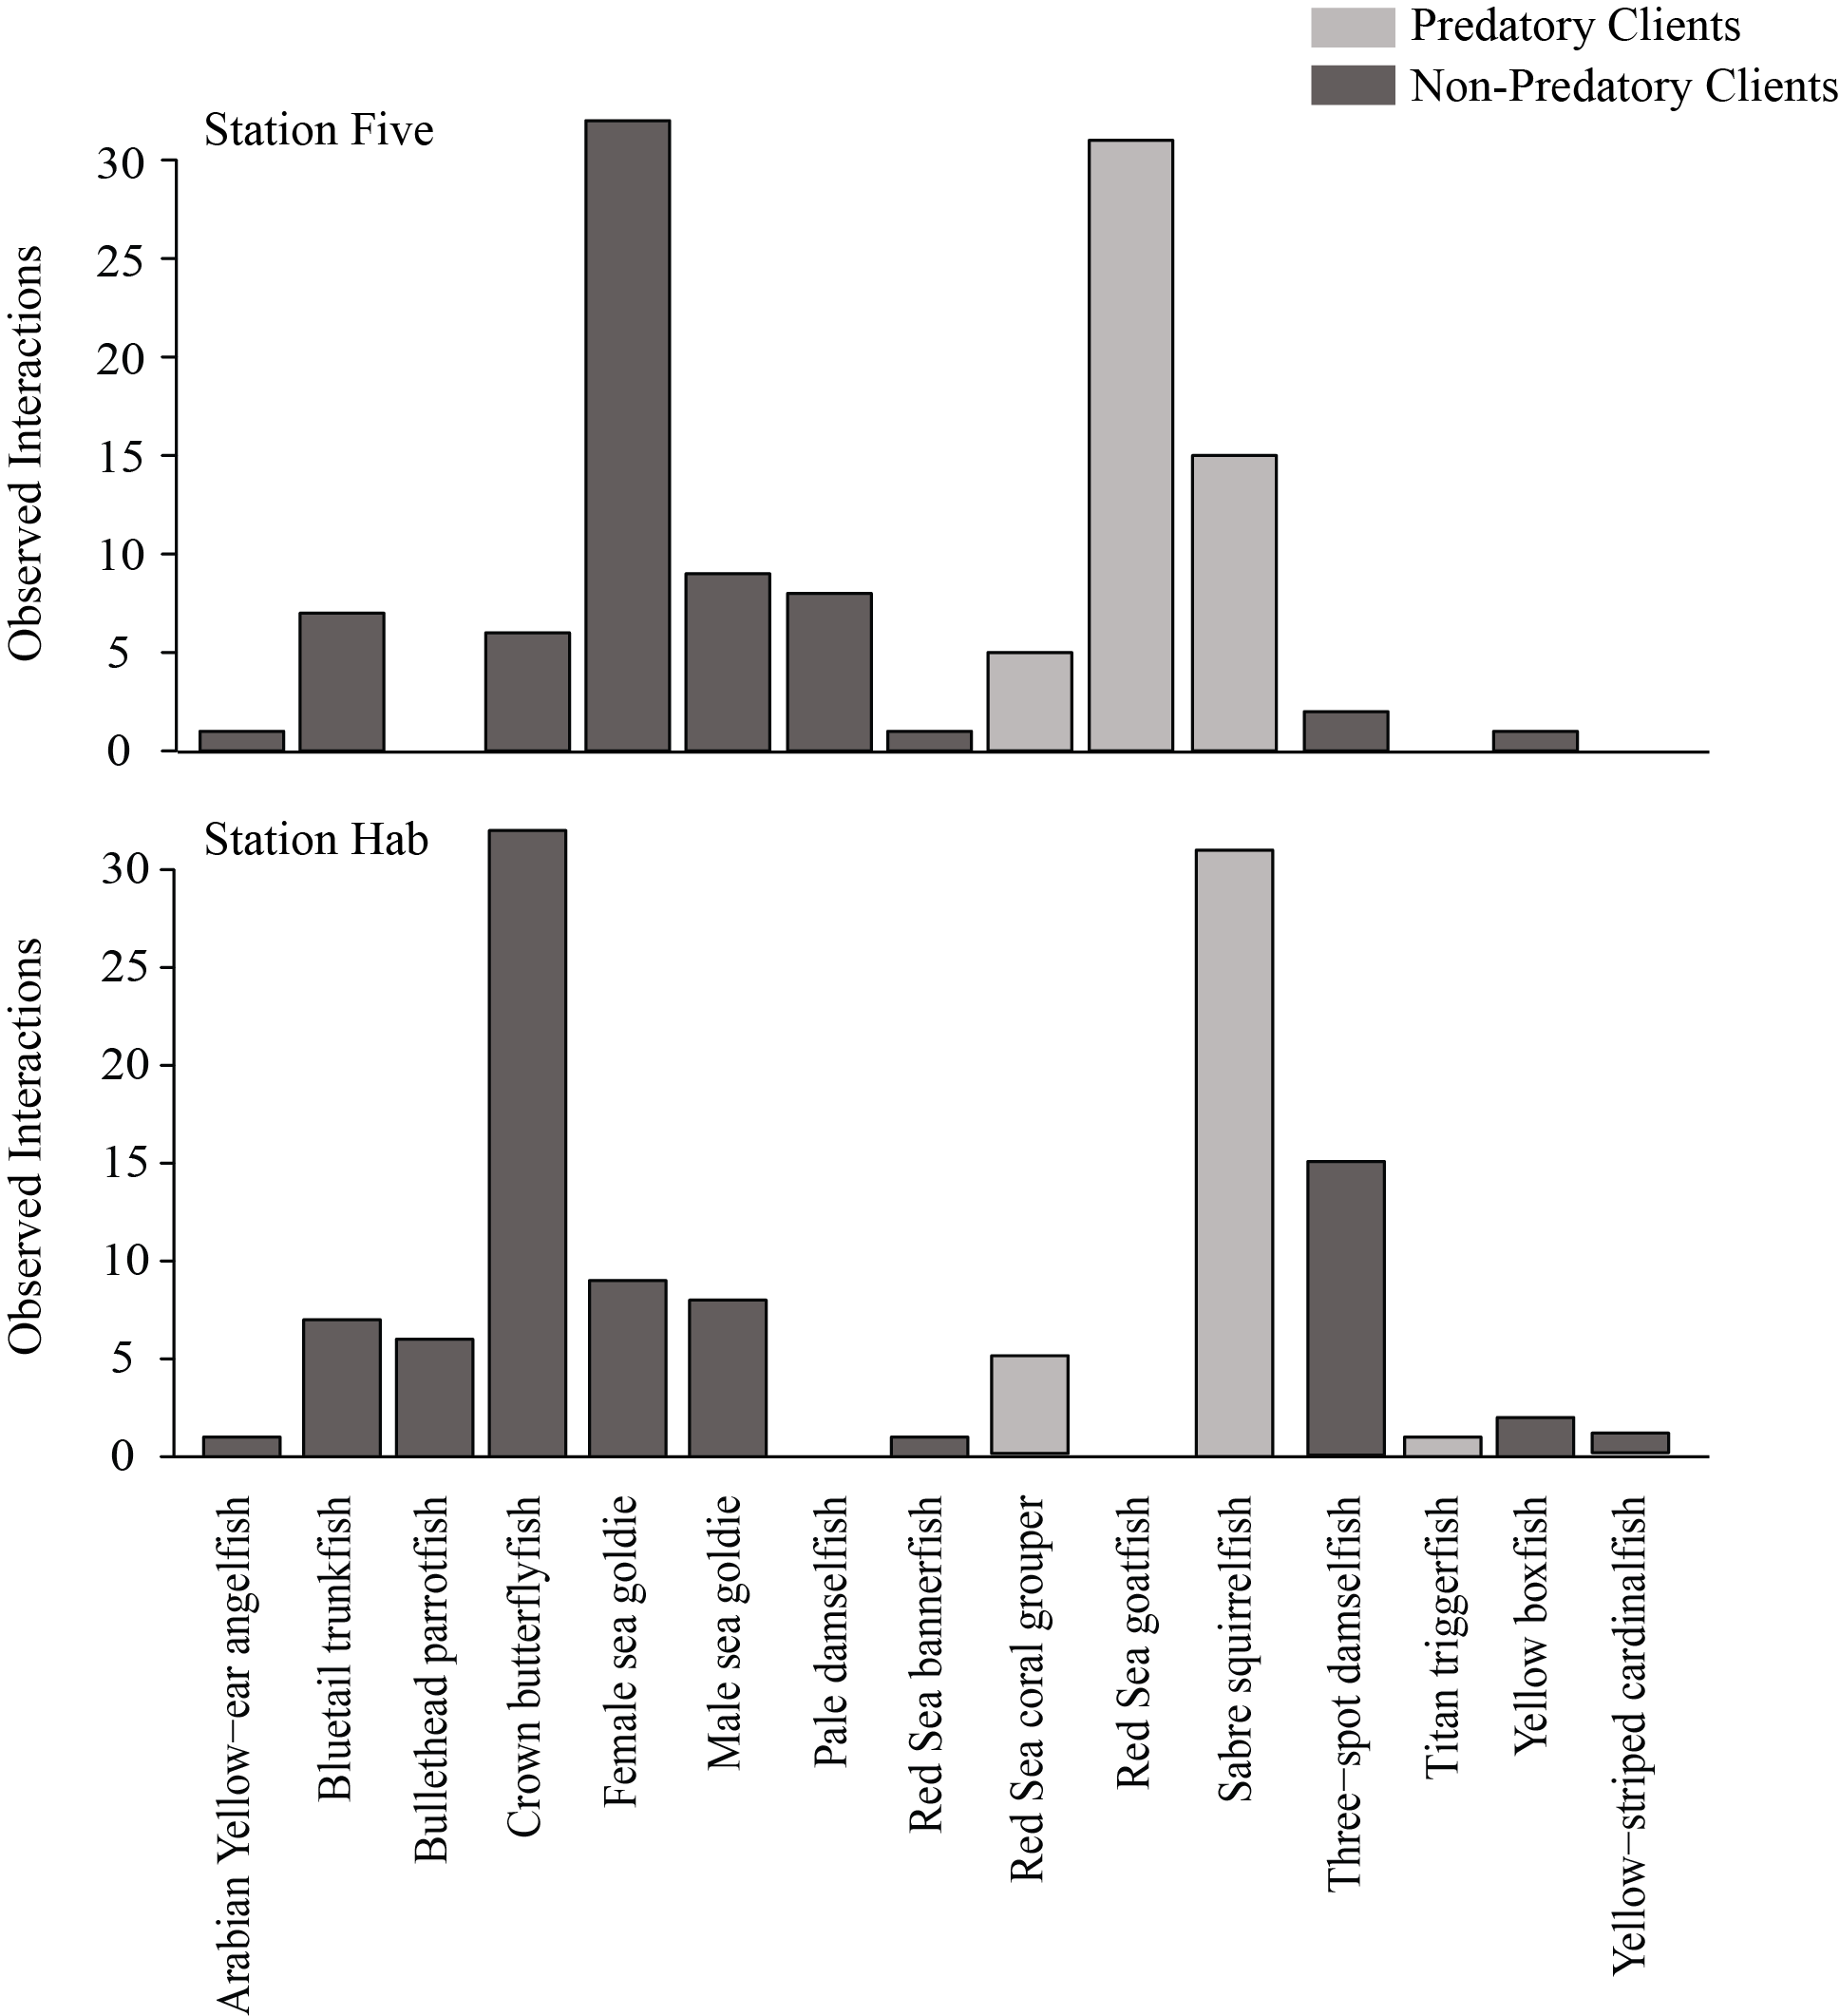 Predatory Clients
Non-Predatory Clients
Station Five
Observed Interactions
30
25
20
15
10
5
0
Station Hab
Observed Interactions
30
25
20
15
10
5
0
Arabian Yellow–ear angelfish
Bluetail trunkfish
Bullethead parrotfish
Crown butterflyfish
Female sea goldie
Male sea goldie
Pale damselfish
Red Sea bannerfish
Red Sea coral grouper
Red Sea goatfish
Sabre squirrelfish
Three–spot damselfish
Titan triggerfish
Yellow boxfish
Yellow–striped cardinalfish